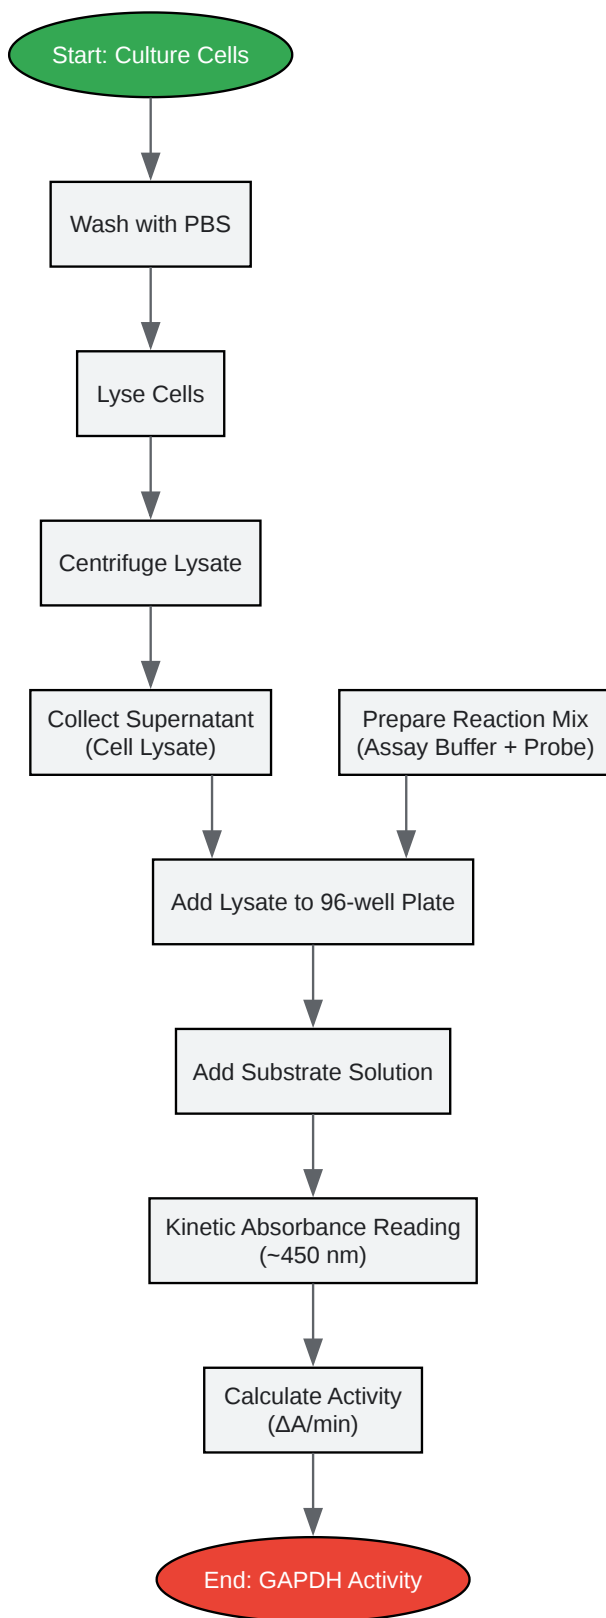 Start: Culture Cells
Wash with PBS
Lyse Cells
Centrifuge Lysate
Collect Supernatant
(Cell Lysate)
Prepare Reaction Mix
(Assay Buffer + Probe)
Add Lysate to 96-well Plate
Add Substrate Solution
Kinetic Absorbance Reading
(~450 nm)
Calculate Activity
(ΔA/min)
End: GAPDH Activity